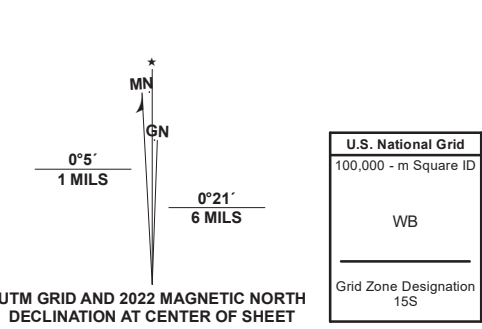 ★
MN
GN
0°5´
1 MILS
0°21´
6 MILS
UTM GRID AND 2022 MAGNETIC NORTH
DECLINATION AT CENTER OF SHEET
U.S. National Grid
100,000 - m Square ID
WB
Grid Zone Designation
15S